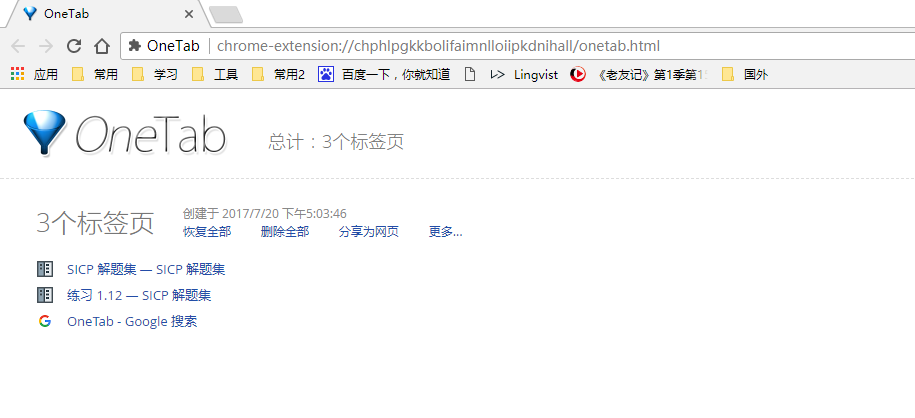 OneTab
OneTab chrome-extension://chphlpgkkbolifaimnlloiipkdnihall/onetab.html
应用 常用 学习 工具 常用2 百度一下，你就知道 Lingvist 《老友记》第1季第1 国外
OneTab 总计：3个标签页
3个标签页 创建于 2017/7/20 下午5:03:46
恢复全部 删除全部 分享为网页 更多...
SICP 解题集 — SICP 解题集
练习 1.12 — SICP 解题集
OneTab - Google 搜索